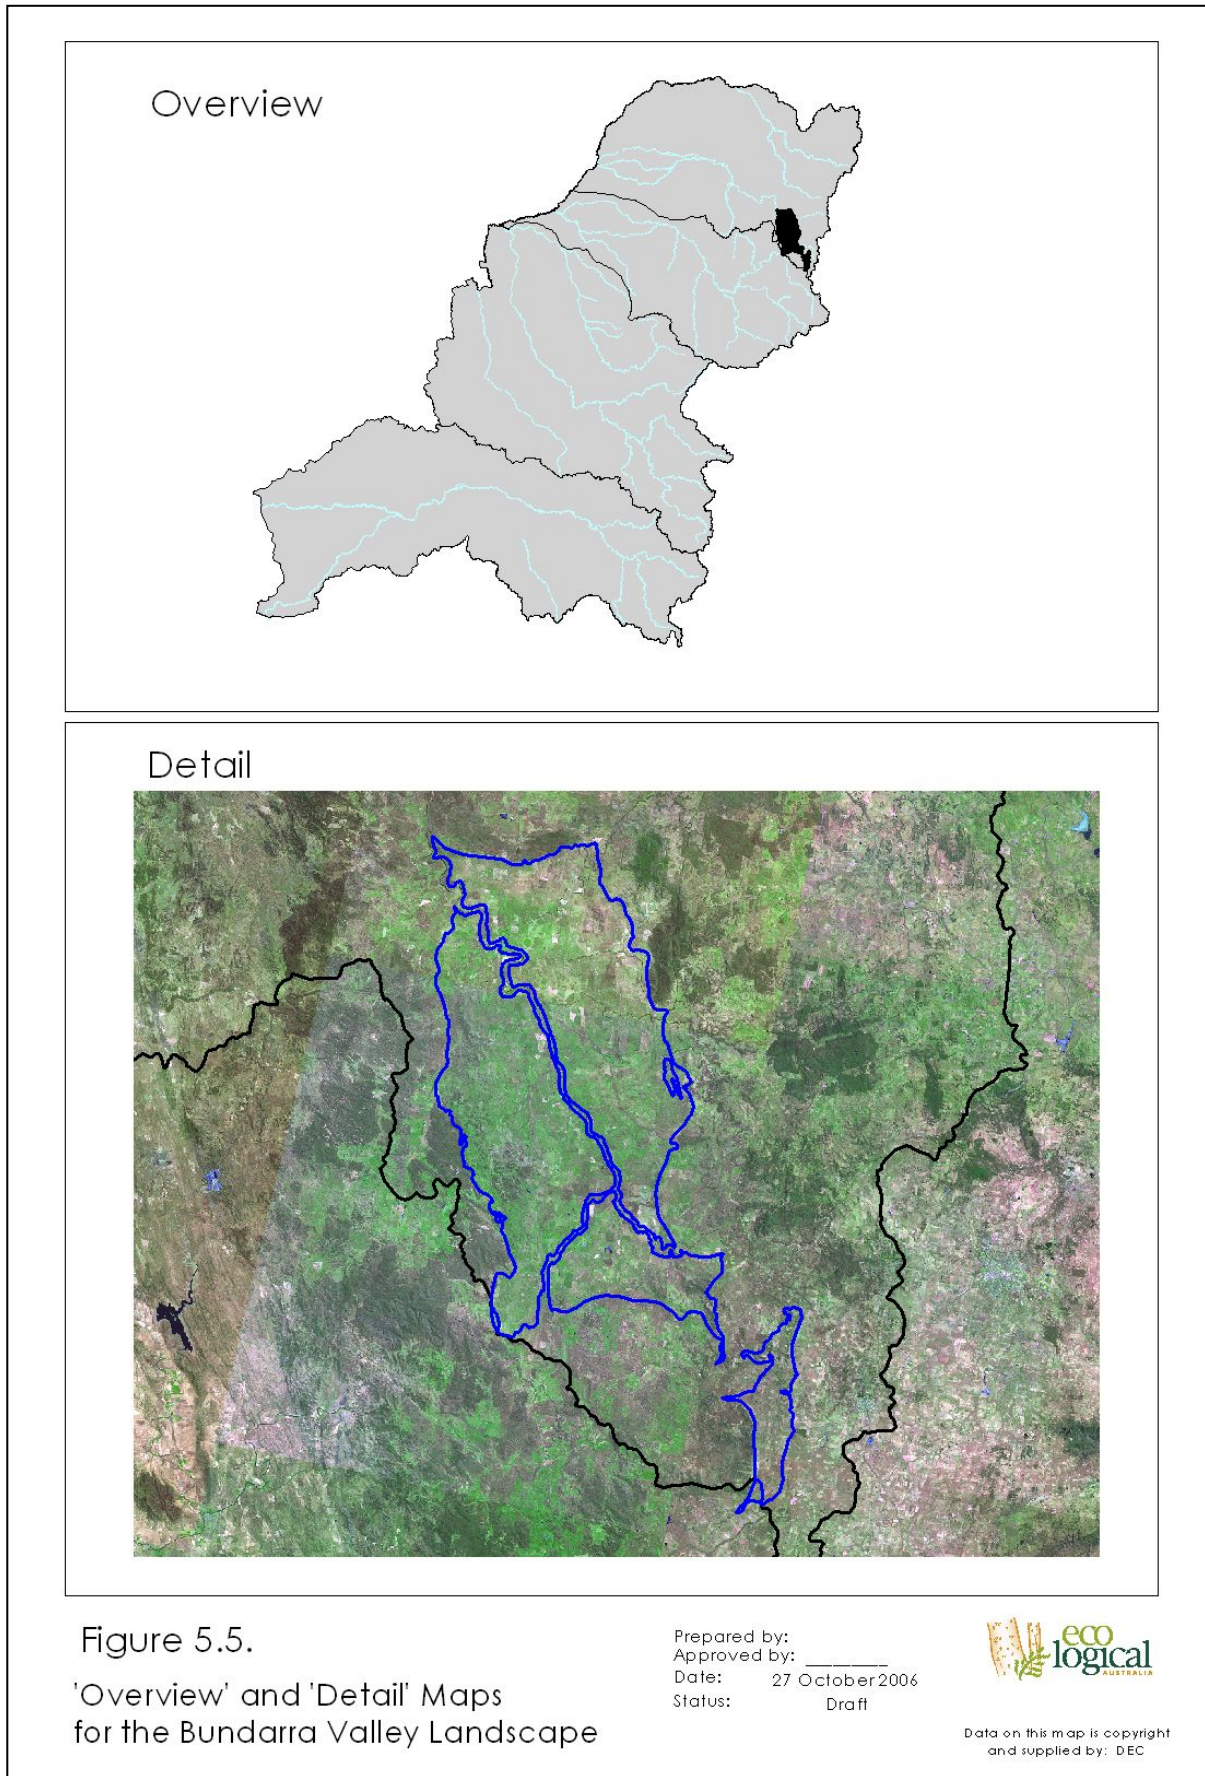 Overview
Detail
Figure 5.5.
'Overview' and 'Detail' Maps
for the Bundarra Valley Landscape
Prepared by:
Approved by: ________
Date: 27 October 2006
Status: Draft
eco
logical
AUSTRALIA
Data on this map is copyright
and supplied by: DEC